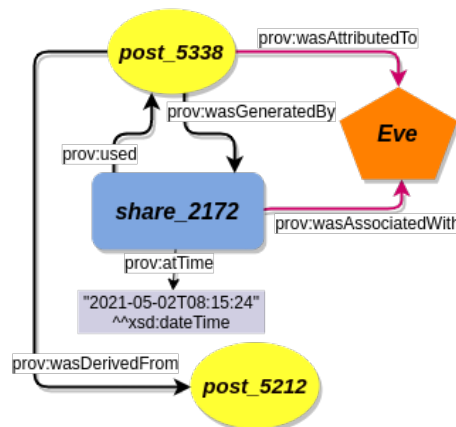 prov:wasAttributedTo
post_5338
prov:wasGeneratedBy
Eve
prov:used
share_2172
prov:wasAssociatedWith
prov:atTime
"2021-05-02T08:15:24"
^^xsd:dateTime
prov:wasDerivedFrom
post_5212